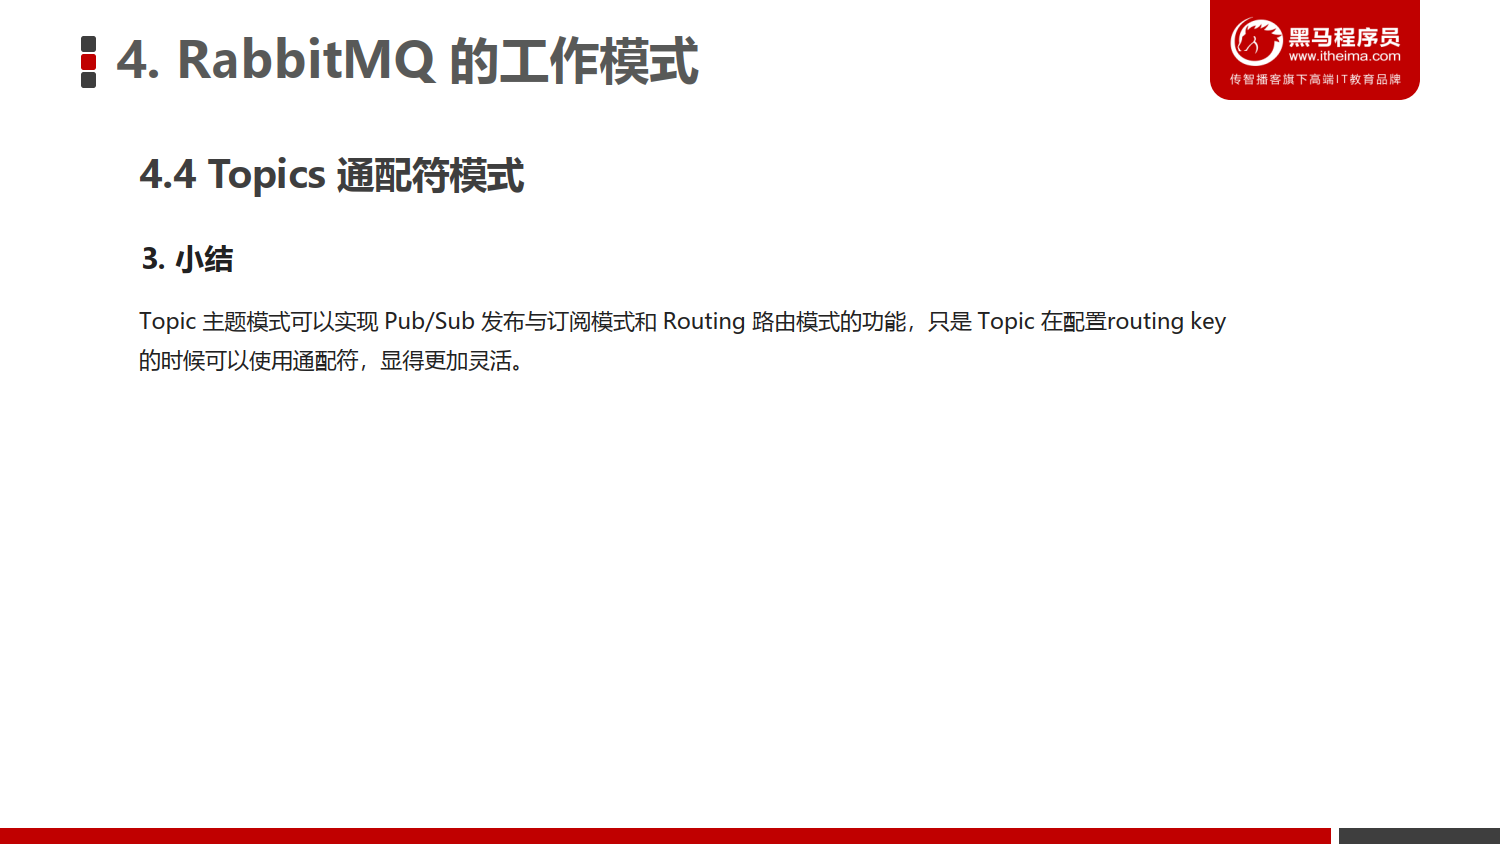 4. RabbitMQ 的工作模式
黑马程序员
www.itheima.com
传智播客旗下高端IT教育品牌
4.4 Topics 通配符模式
3. 小结
Topic 主题模式可以实现 Pub/Sub 发布与订阅模式和 Routing 路由模式的功能，只是 Topic 在配置routing key
的时候可以使用通配符，显得更加灵活。